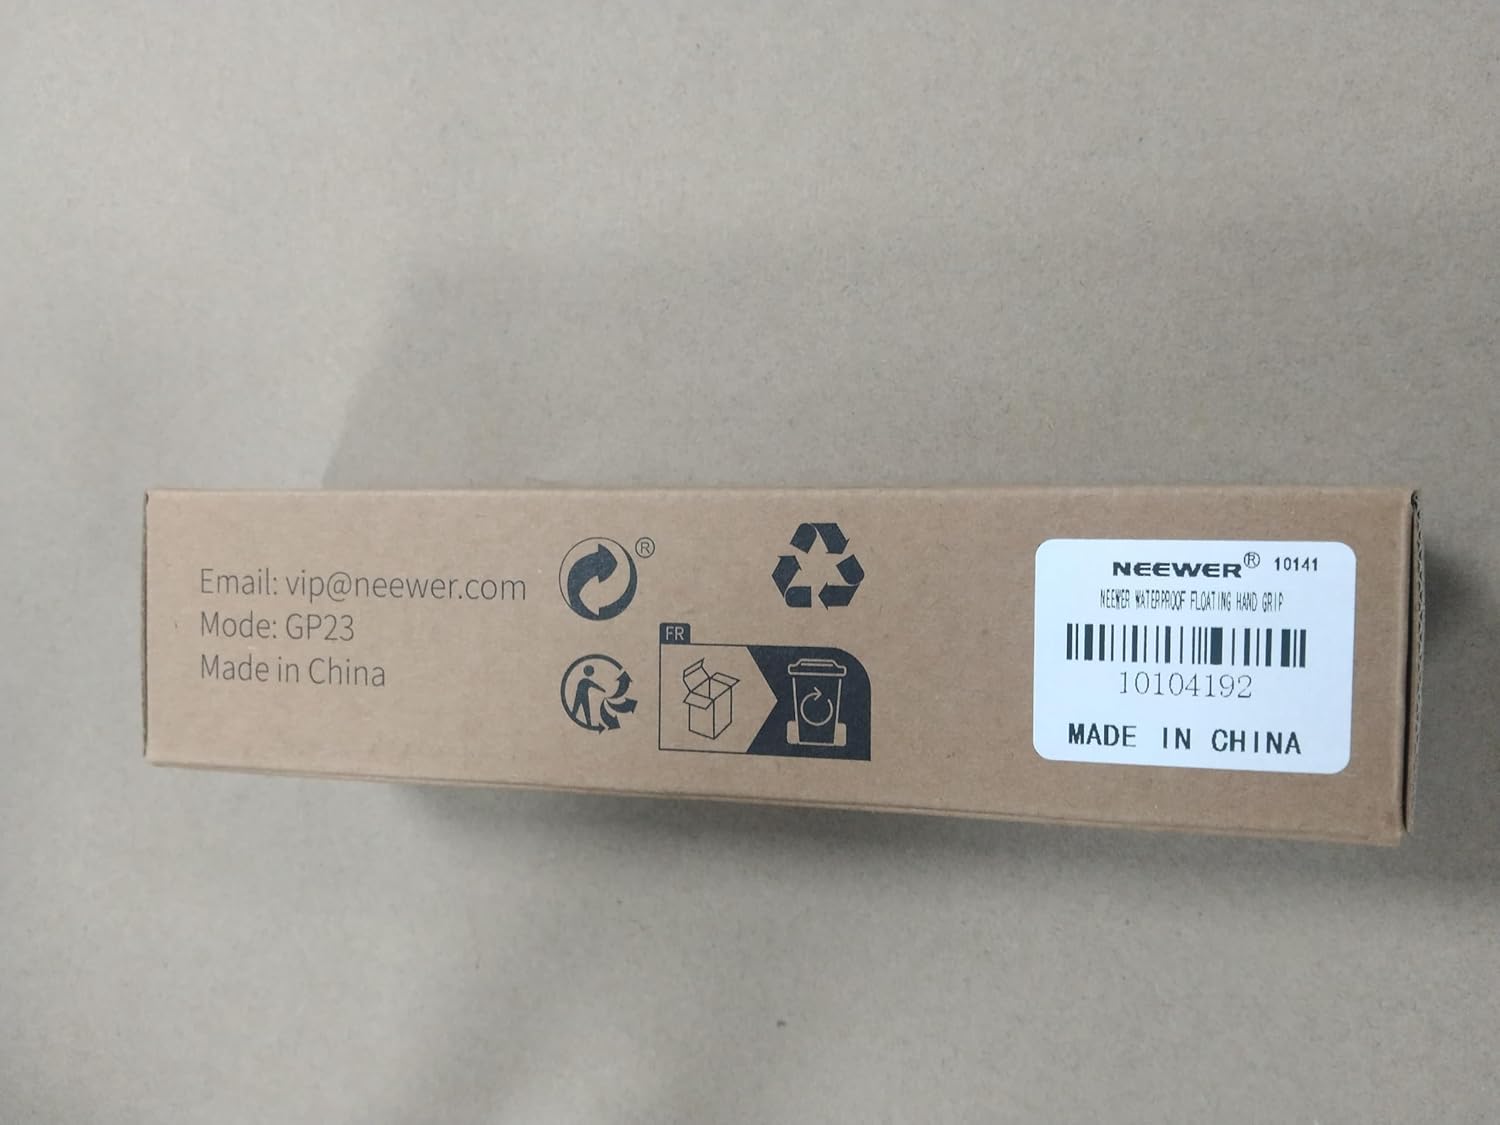 Email: vip@neewer.com
Mode: GP23
Made in China
®
FR
NEEWER® 10141
NEEWER WATERPROOF FLOATING HAND GRIP
10104192
MADE IN CHINA